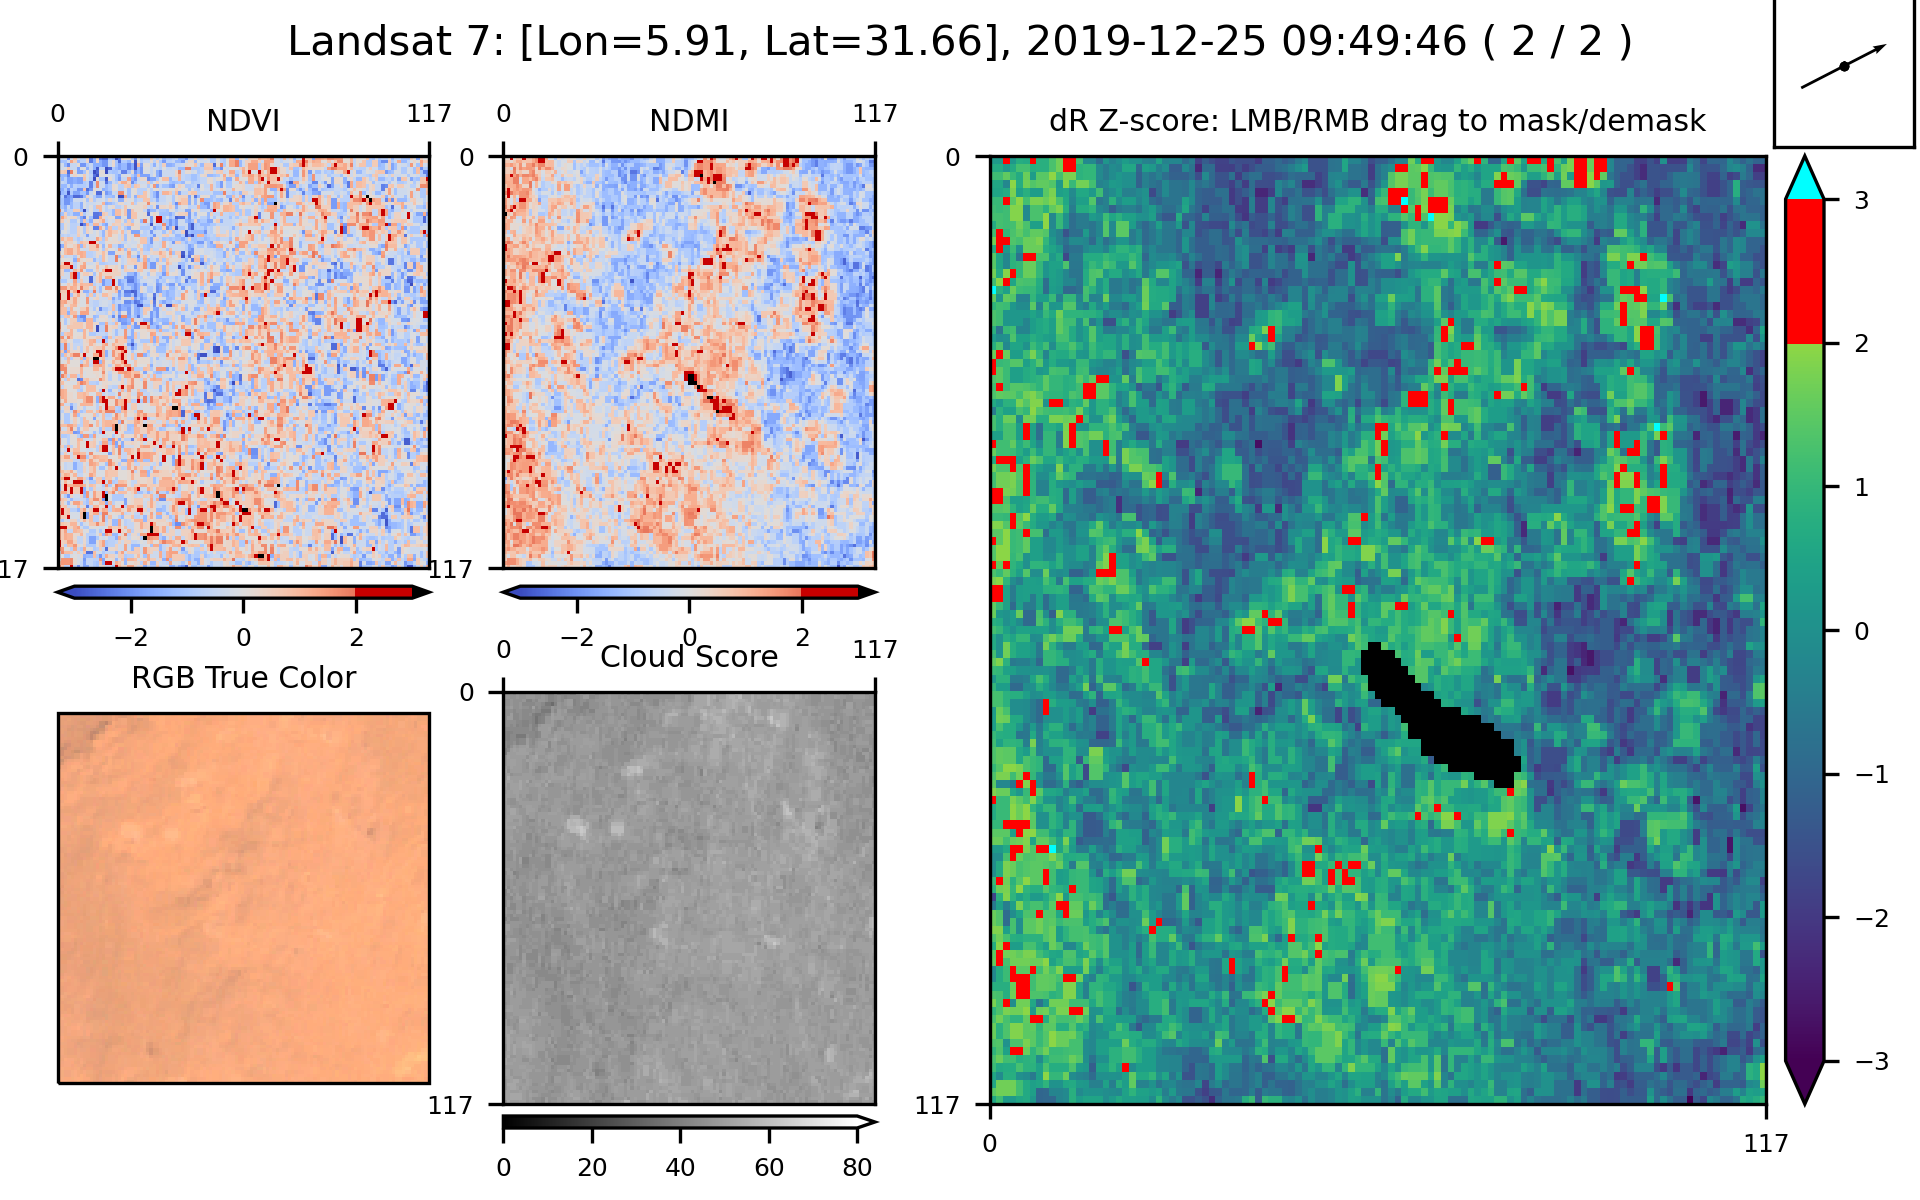 Landsat 7: [Lon=5.91, Lat=31.66], 2019-12-25 09:49:46 ( 2 / 2 )
0 117 0 117
NDVI NDMI dR Z-score: LMB/RMB drag to mask/demask
0 0 0
17 117
−2 0 2 −2 0 2
0 117
RGB True Color Cloud Score
0
117 117
0 20 40 60 80
0 117
3
2
1
0
−1
−2
−3